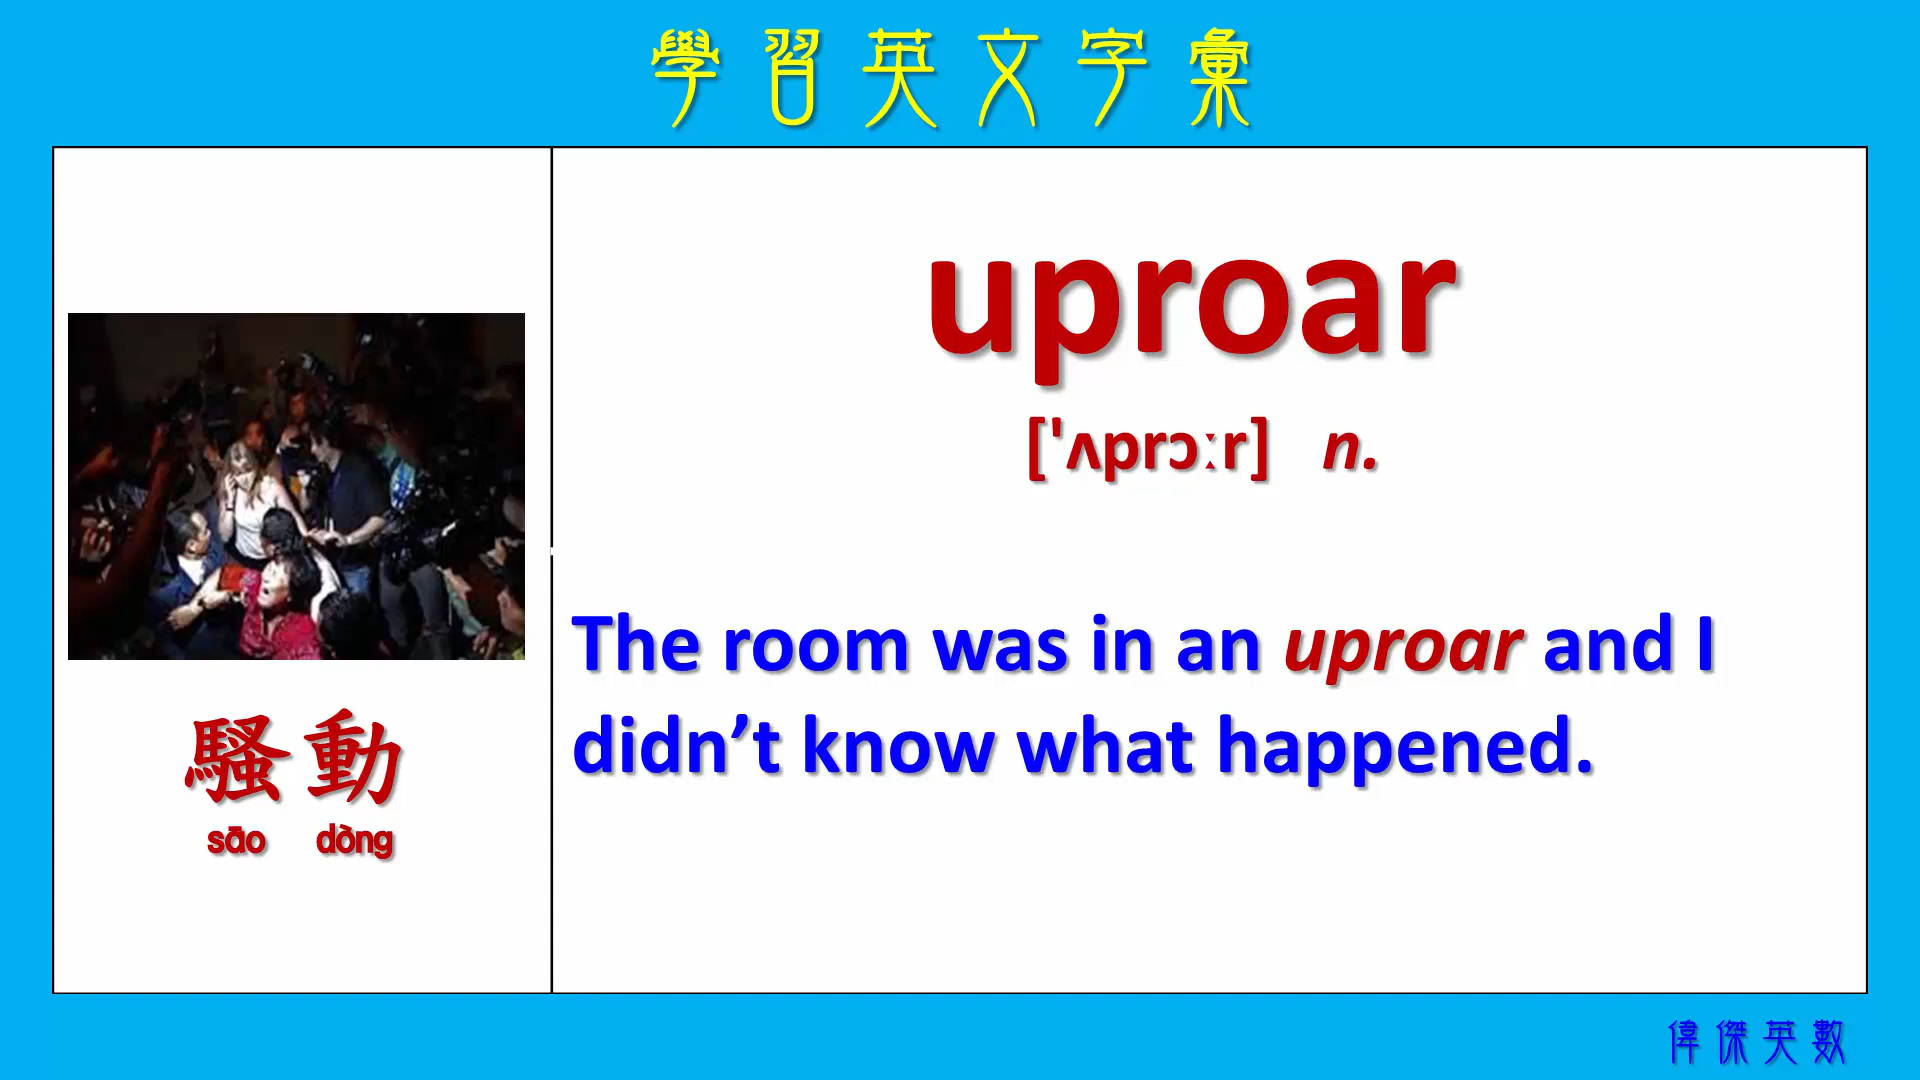 學習英文字彙
騷動
sāo dòng
uproar
['ʌprɔːr] n.
The room was in an uproar and I
didn’t know what happened.
偉傑英數